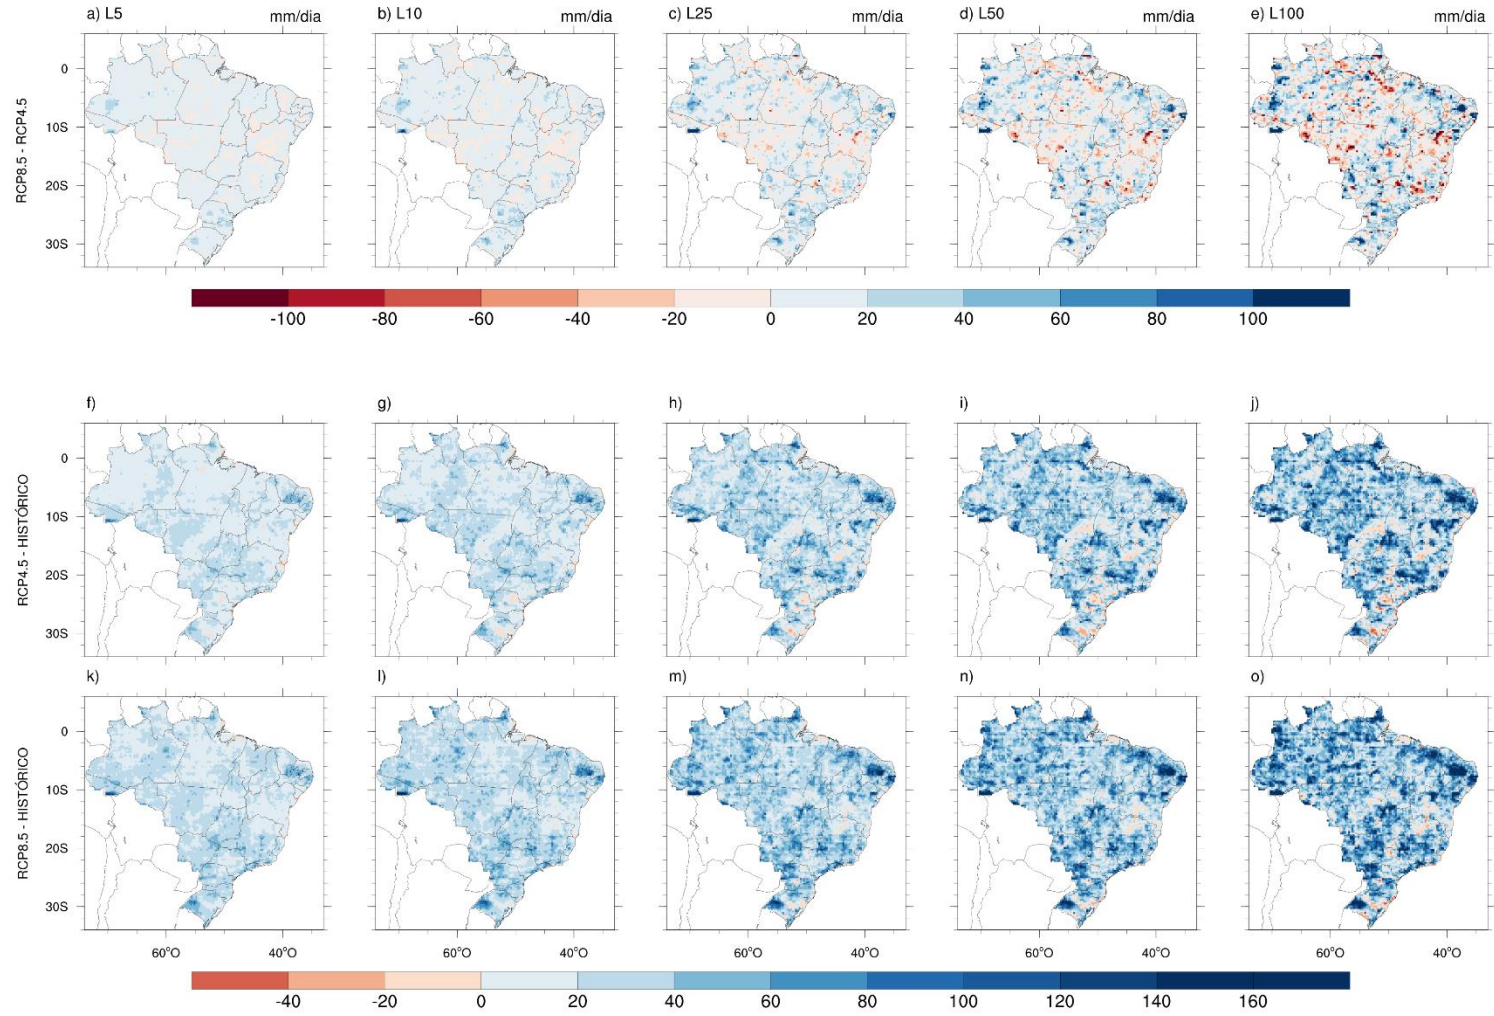 a) L5 mm/dia b) L10 mm/dia c) L25 mm/dia d) L50 mm/dia e) L100 mm/dia
RCP8.5 - RCP4.5
0
10S
20S
30S
-100 -80 -60 -40 -20 0 20 40 60 80 100
f) g) h) i) j)
RCP4.5 - HISTÓRICO
0
10S
20S
30S
k) l) m) n) o)
RCP8.5 - HISTÓRICO
0
10S
20S
30S
60°O 40°O 60°O 40°O 60°O 40°O 60°O 40°O 60°O 40°O
-40 -20 0 20 40 60 80 100 120 140 160